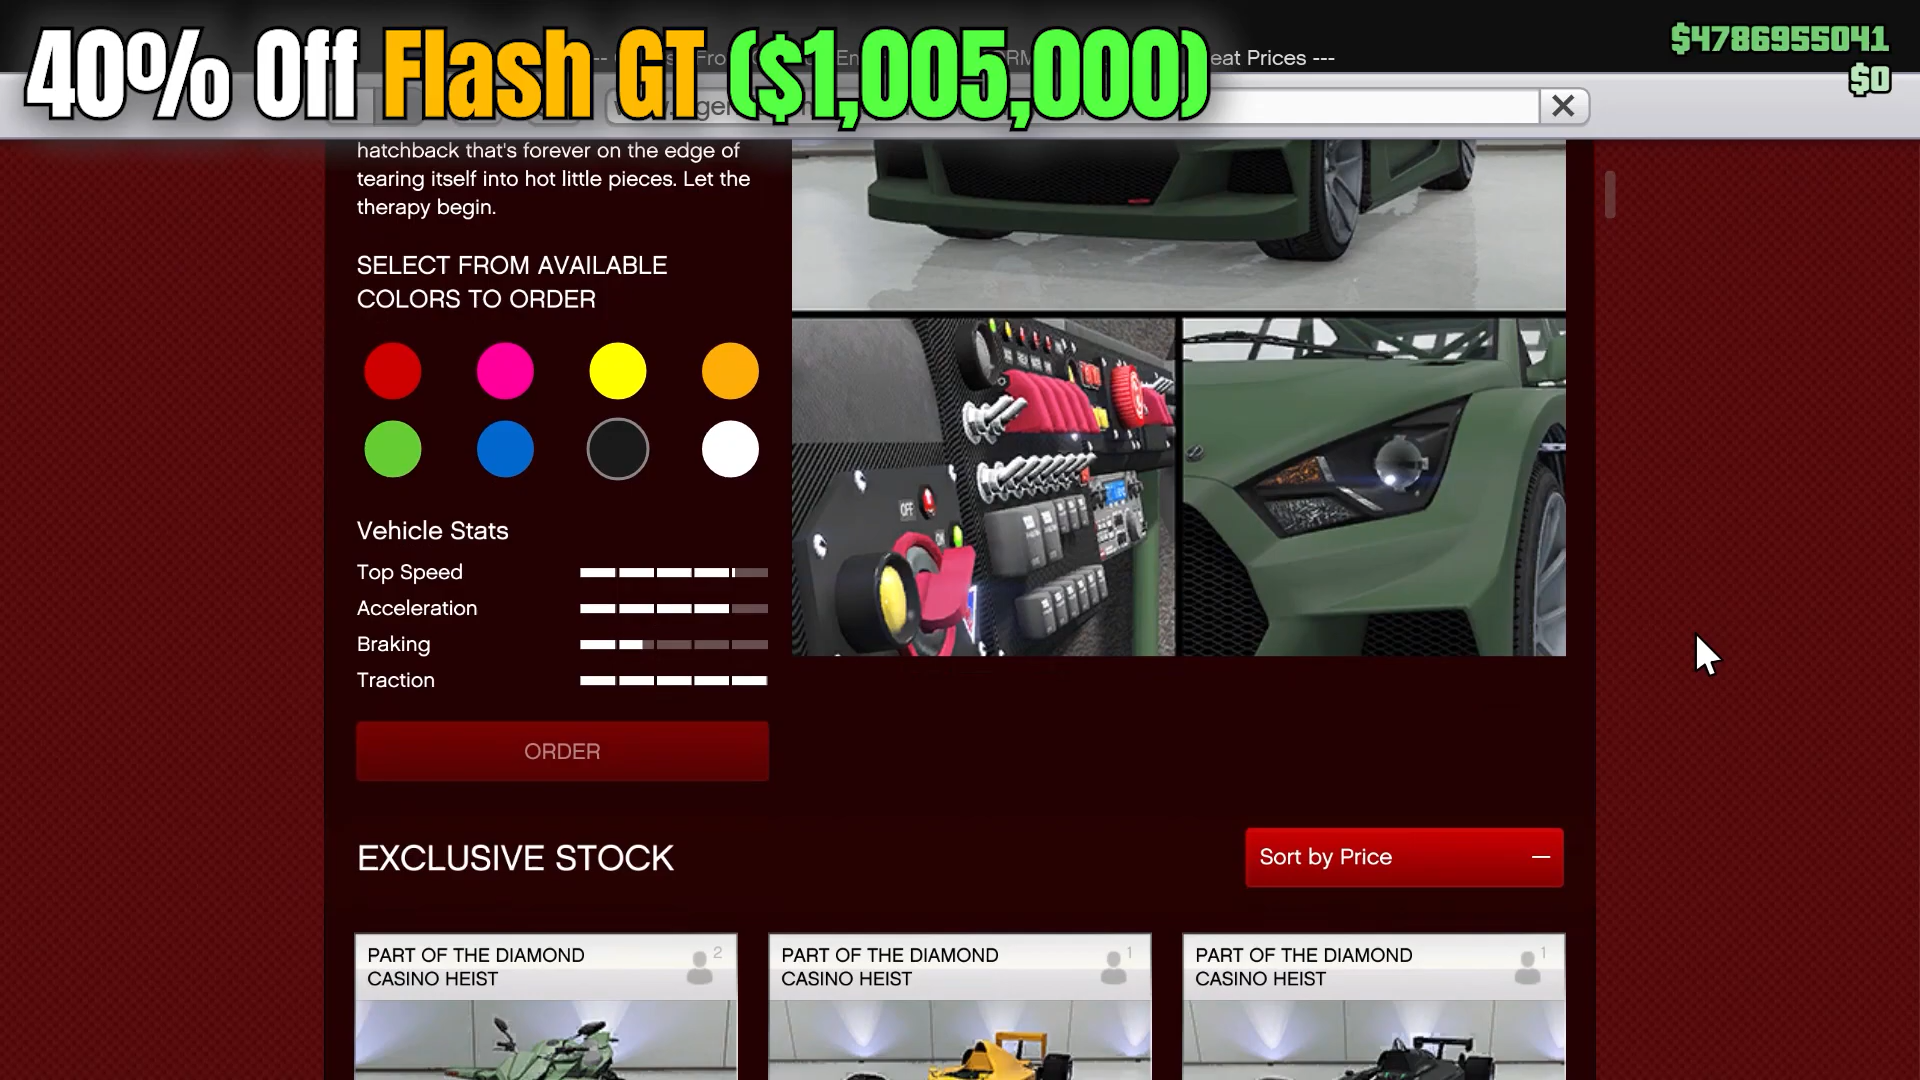 40% Off Flash GT ($1,005,000)
eat Prices ---
$4786955041
$0
hatchback that's forever on the edge of
tearing itself into hot little pieces. Let the
therapy begin.
SELECT FROM AVAILABLE
COLORS TO ORDER
OFF
Vehicle Stats
Top Speed
Acceleration
Braking
Traction
ORDER
EXCLUSIVE STOCK
Sort by Price
PART OF THE DIAMOND
CASINO HEIST
2
PART OF THE DIAMOND
CASINO HEIST
1
PART OF THE DIAMOND
CASINO HEIST
1